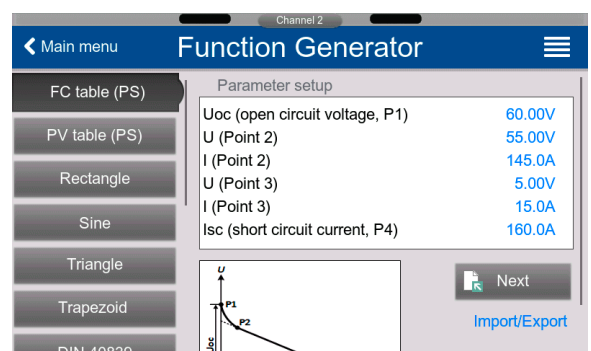 Channel 2
Main menu
Function Generator
FC table (PS)
PV table (PS)
Rectangle
Sine
Triangle
Trapezoid
Parameter setup
Uoc (open circuit voltage, P1) 60.00V
U (Point 2) 55.00V
I (Point 2) 145.0A
U (Point 3) 5.00V
I (Point 3) 15.0A
Isc (short circuit current, P4) 160.0A
U
P1
P2
Uoc
Next
Import/Export